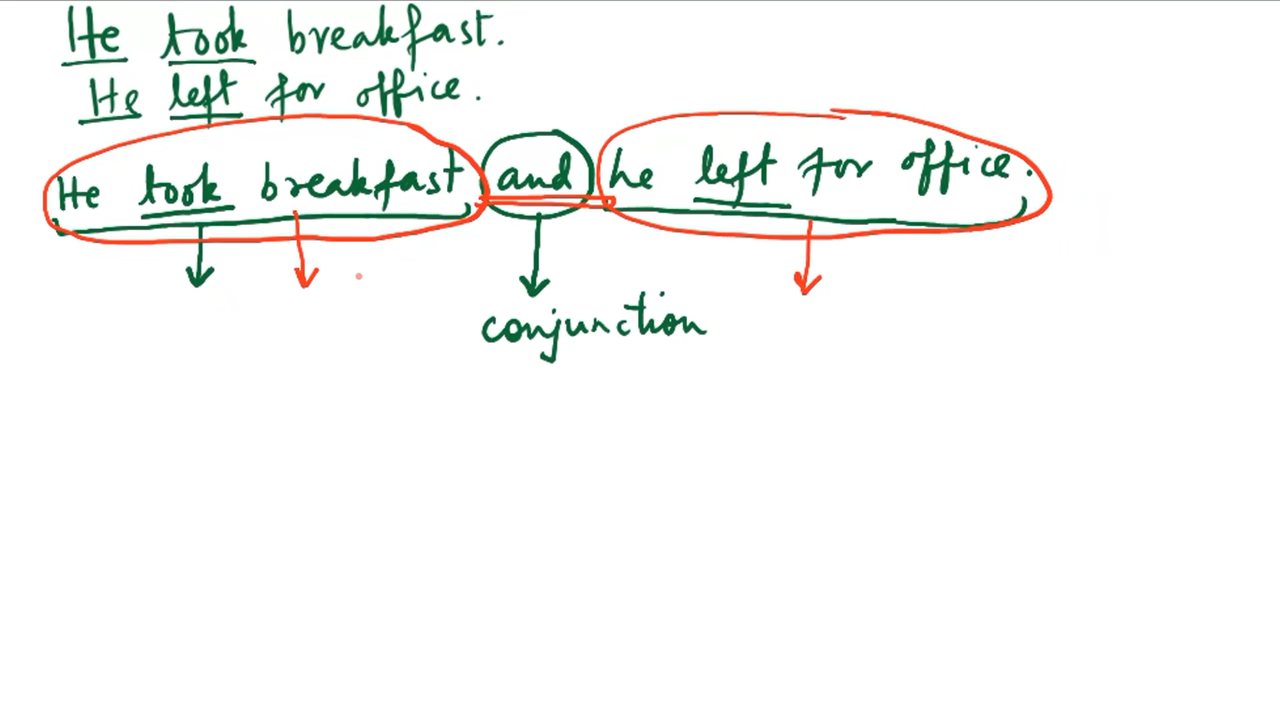 He took breakfast.
He left for office.
He took breakfast and he left for office.
conjunction